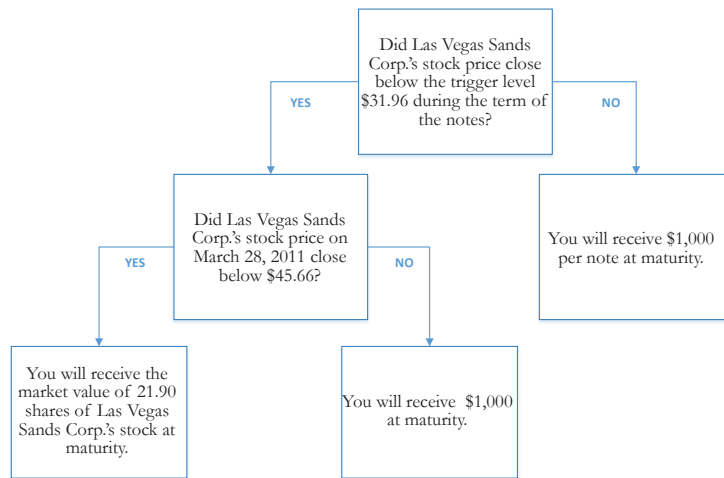 Did Las Vegas Sands
Corp.'s stock price close
below the trigger level
$31.96 during the term of
the notes?
YES
NO
Did Las Vegas Sands
Corp.'s stock price on
March 28, 2011 close
below $45.66?
You will receive $1,000
per note at maturity.
YES
NO
You will receive the
market value of 21.90
shares of Las Vegas
Sands Corp.'s stock at
maturity.
You will receive $1,000
at maturity.